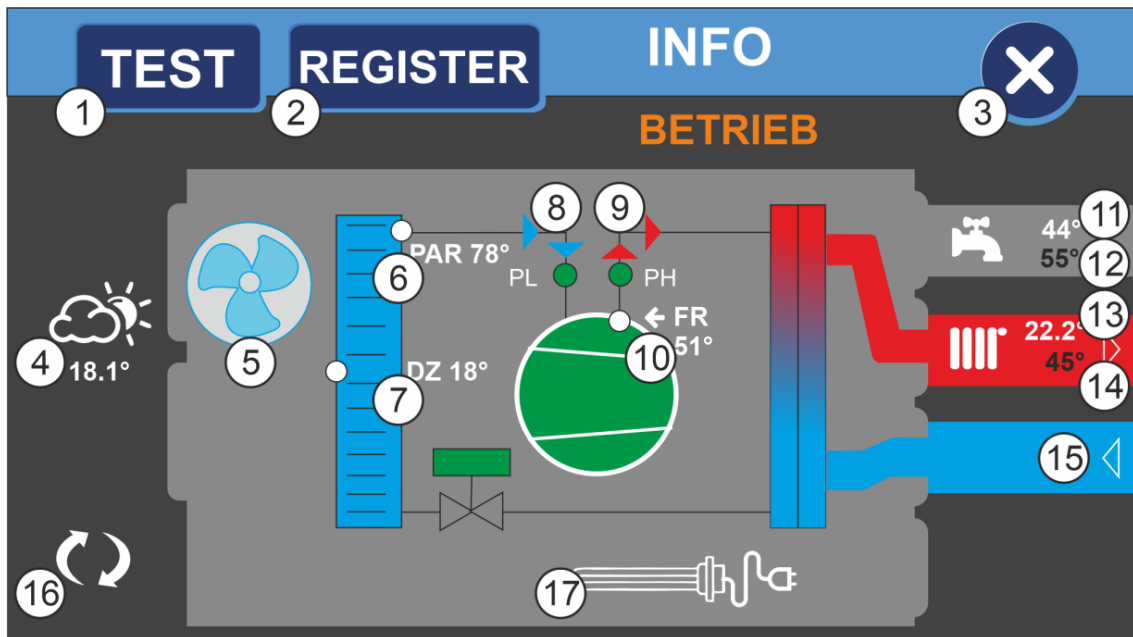 TEST
REGISTER
INFO
1
2
3
BETRIEB
8
9
11
44°
6
PAR 78°
PL
PH
55°
12
13
← FR
22.2°
4
18.1°
5
10
51°
45°
14
DZ 18°
7
15
16
17